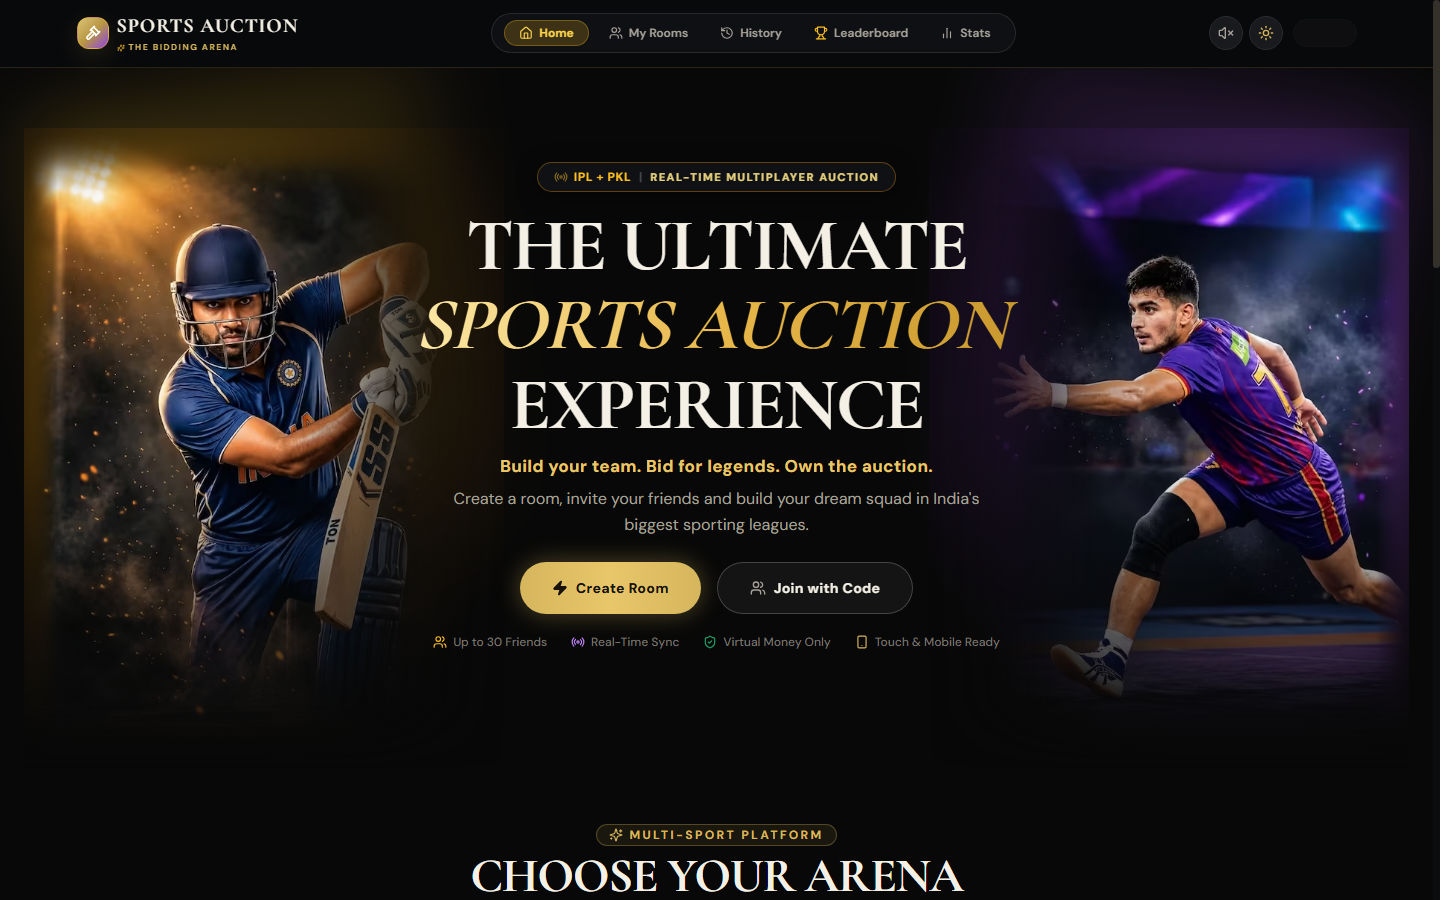 SPORTS AUCTION
THE BIDDING ARENA
Home
My Rooms
History
Leaderboard
Stats
IPL + PKL | REAL-TIME MULTIPLAYER AUCTION
THE ULTIMATE
SPORTS AUCTION
EXPERIENCE
Build your team. Bid for legends. Own the auction.
Create a room, invite your friends and build your dream squad in India's
biggest sporting leagues.
Create Room
Join with Code
Up to 30 Friends
Real-Time Sync
Virtual Money Only
Touch & Mobile Ready
TON
MULTI-SPORT PLATFORM
CHOOSE YOUR ARENA